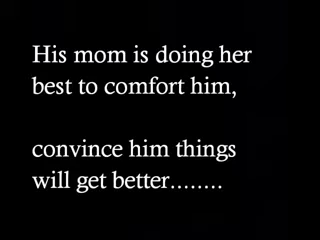 His mom is doing her
best to comfort him,
convince him things
will get better........